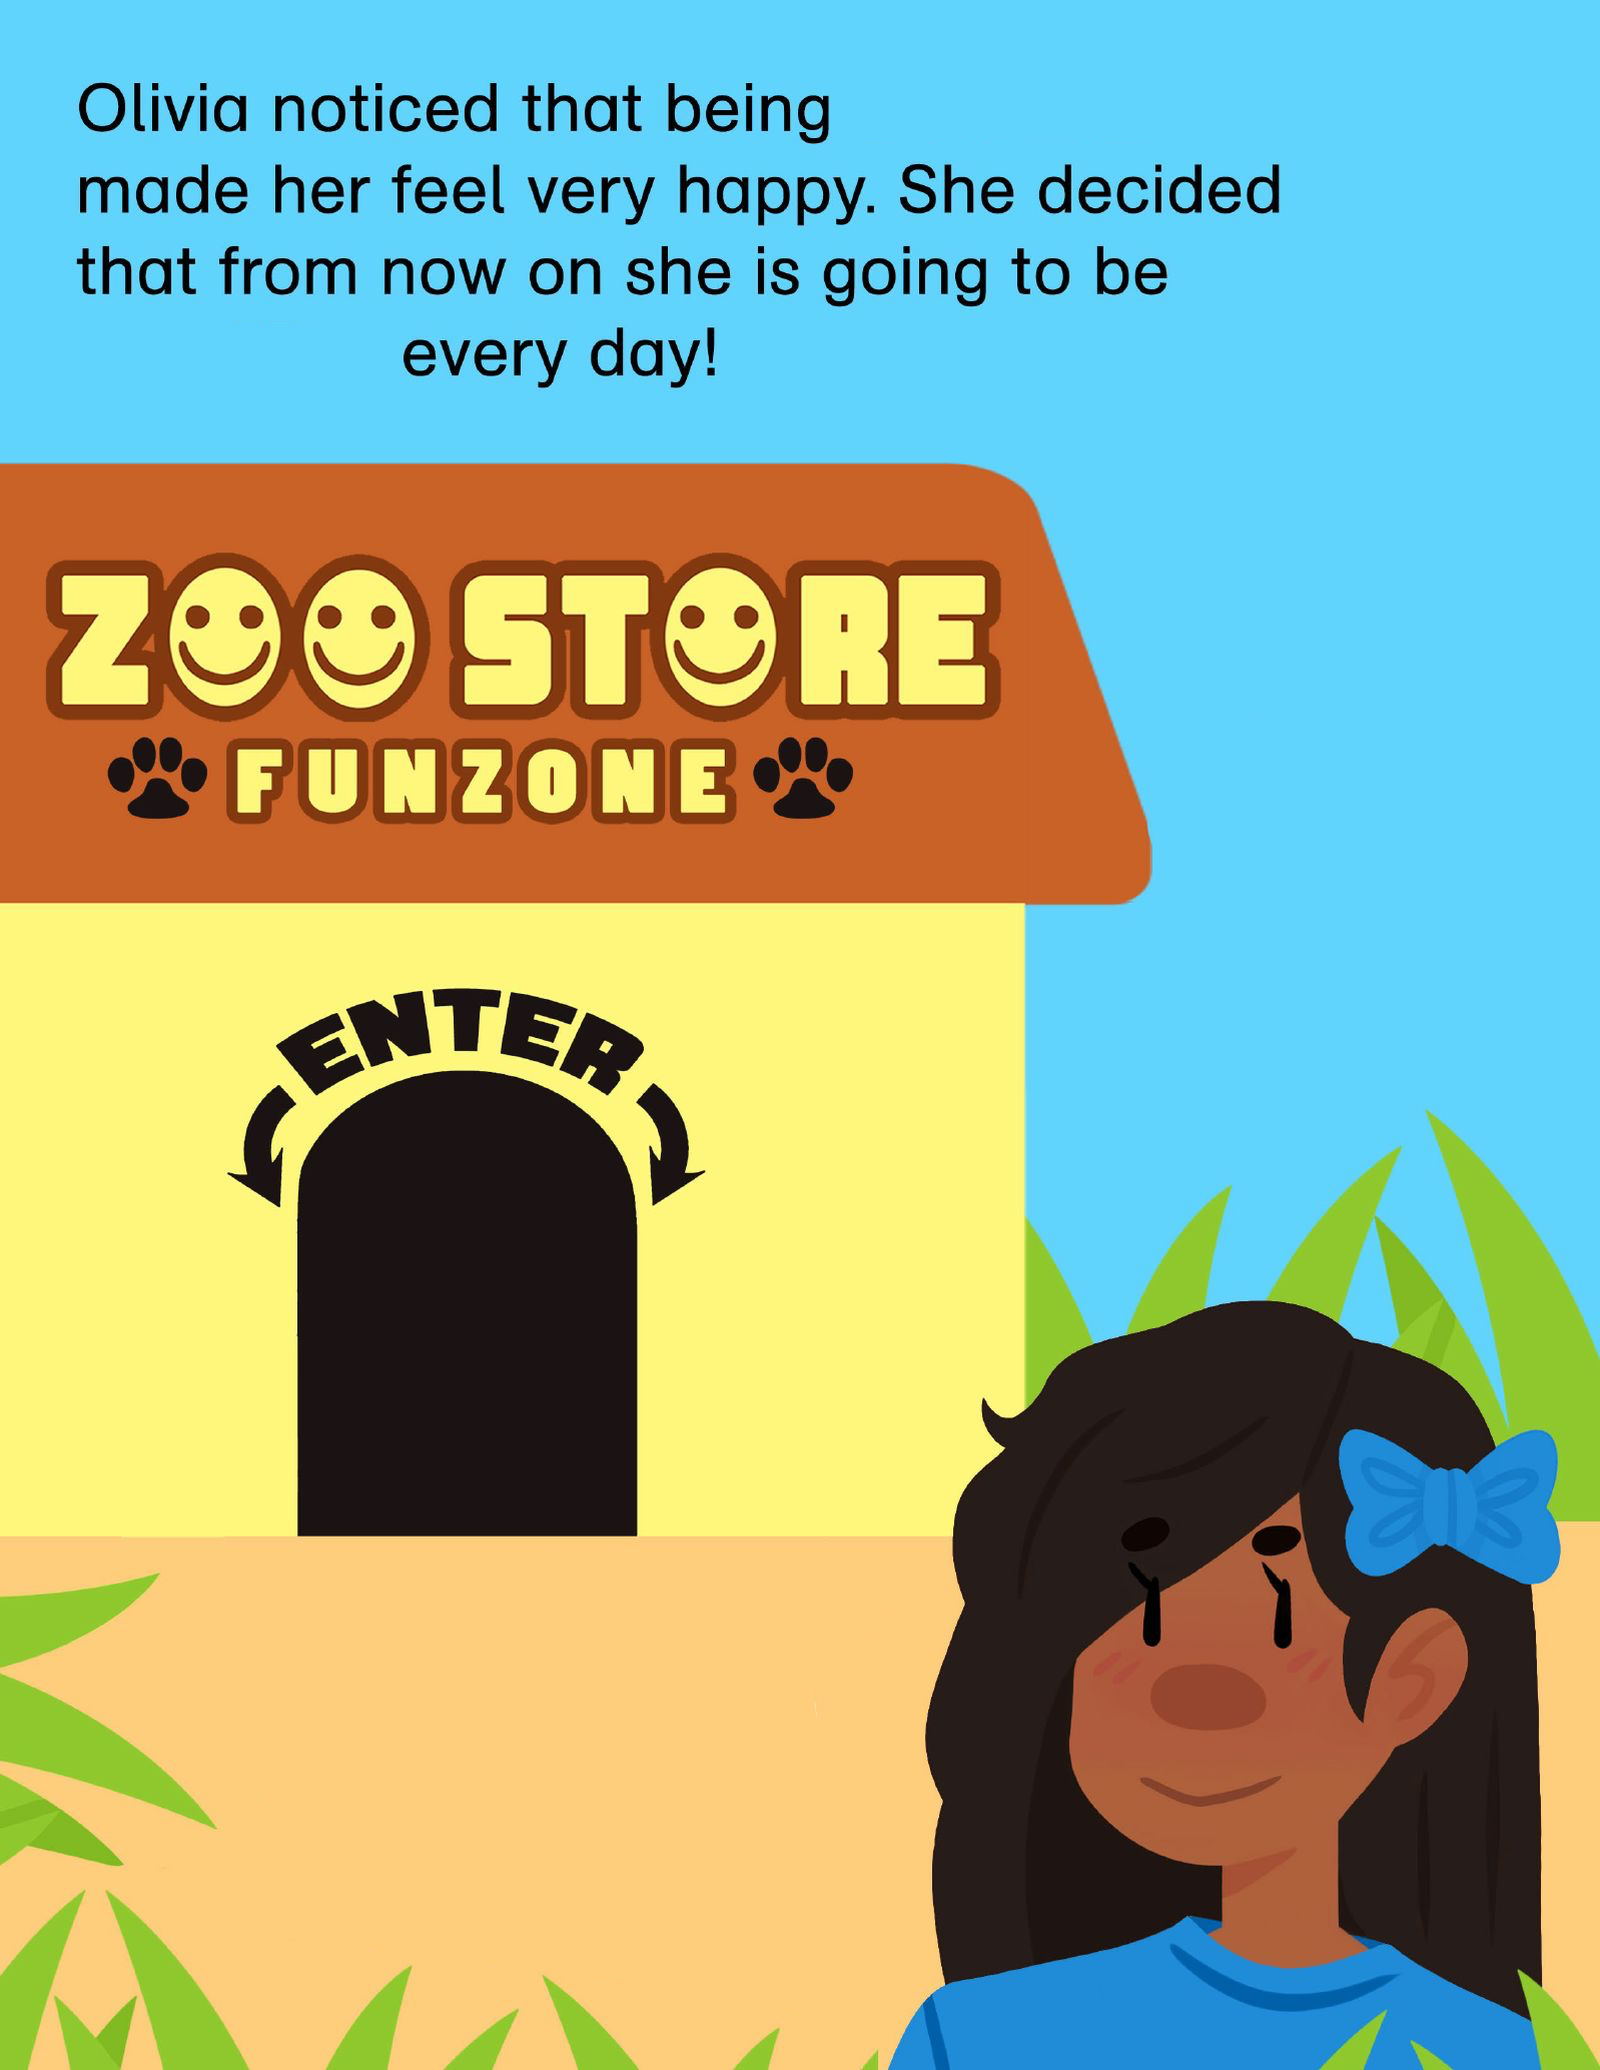 Olivia noticed that being
made her feel very happy. She decided
that from now on she is going to be
every day!
ZOO STORE
FUNZONE
ENTER